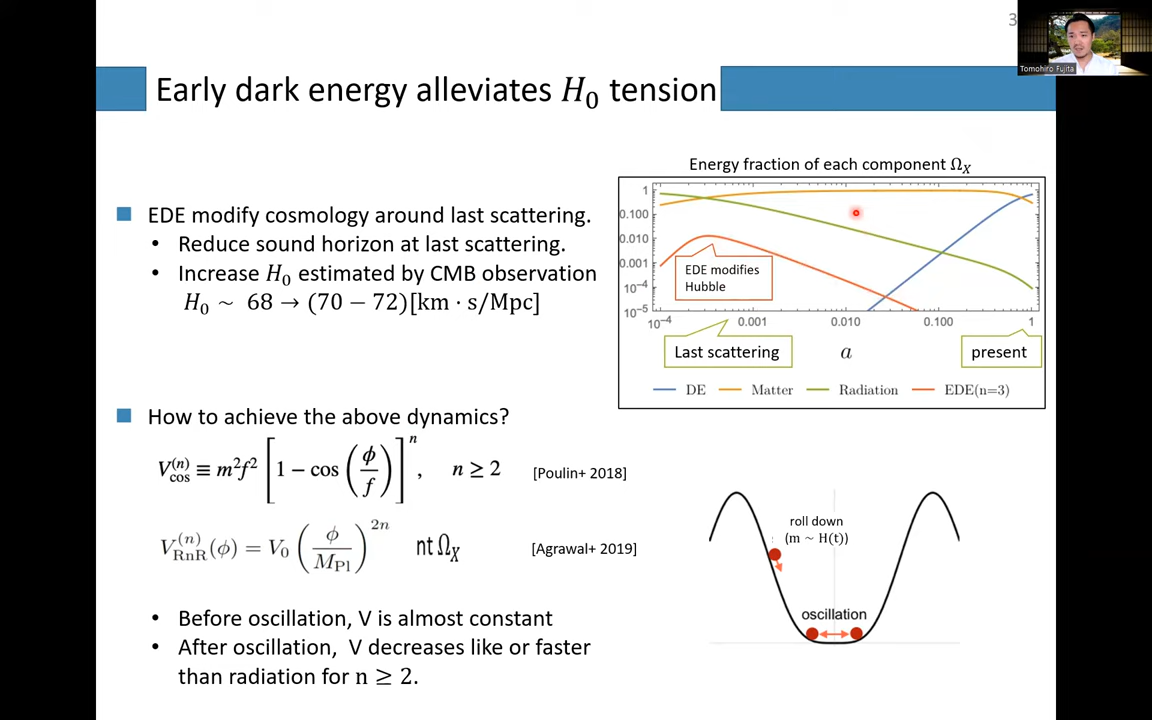 3
Tomohiro Fujita
Early dark energy alleviates H₀ tension
Energy fraction of each component Ω_X
1
0.100
0.010
0.001
10⁻⁴
10⁻⁵
EDE modifies
Hubble
10⁻⁴ 0.001 0.010 0.100 1
Last scattering
a
present
DE Matter Radiation EDE(n=3)
■ EDE modify cosmology around last scattering.
• Reduce sound horizon at last scattering.
• Increase H₀ estimated by CMB observation
H₀ ~ 68 → (70 − 72)[km · s/Mpc]
■ How to achieve the above dynamics?
V_cos^(n) ≡ m²f² [1 − cos(ϕ/f)]^n, n ≥ 2 [Poulin+ 2018]
V_RnR^(n)(ϕ) = V₀ (ϕ/M_Pl)^2n nt Ω_X [Agrawal+ 2019]
• Before oscillation, V is almost constant
• After oscillation, V decreases like or faster
than radiation for n ≥ 2.
roll down
(m ~ H(t))
oscillation